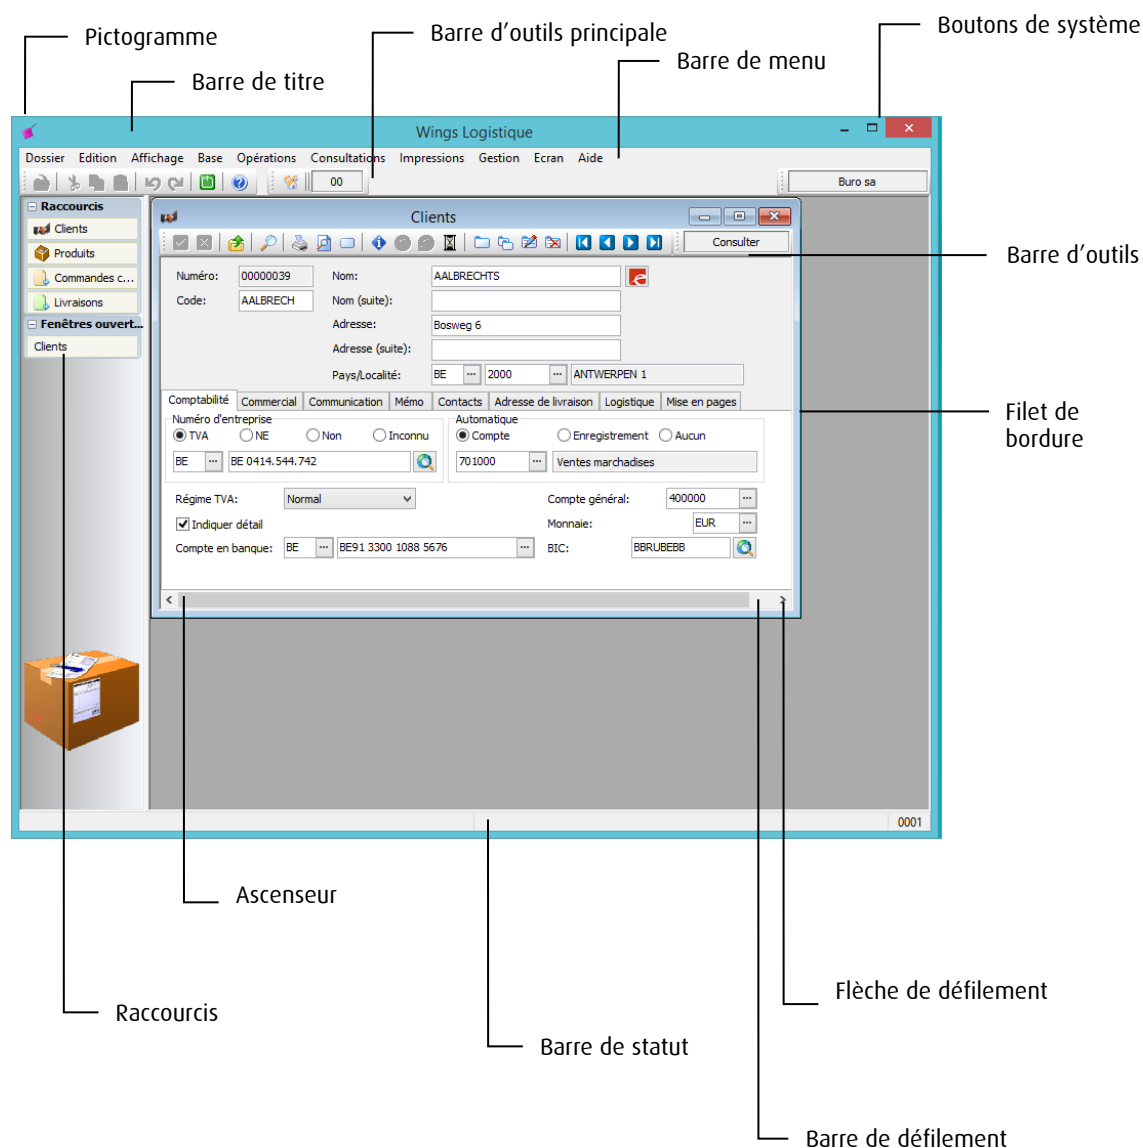 Pictogramme
Barre d'outils principale
Boutons de système
Barre de titre
Barre de menu
Wings Logistique
Dossier Edition Affichage Base Opérations Consultations Impressions Gestion Ecran Aide
00
Buro sa
Raccourcis
Clients
Produits
Commandes c...
Livraisons
Fenêtres ouvert...
Clients
Clients
Consulter
Barre d'outils
Numéro: 00000039 Nom: AALBRECHTS
Code: AALBRECH Nom (suite):
Adresse: Bosweg 6
Adresse (suite):
Pays/Localité: BE ... 2000 ... ANTWERPEN 1
Comptabilité Commercial Communication Mémo Contacts Adresse de livraison Logistique Mise en pages
Filet de
bordure
Numéro d'entreprise Automatique
TVA NE Non Inconnu Compte Enregistrement Aucun
BE ... BE 0414.544.742 701000 ... Ventes marchadises
Régime TVA: Normal Compte général: 400000 ...
Indiquer détail Monnaie: EUR ...
Compte en banque: BE ... BE91 3300 1088 5676 ... BIC: BBRUBEBB
0001
Ascenseur
Flèche de défilement
Raccourcis
Barre de statut
Barre de défilement